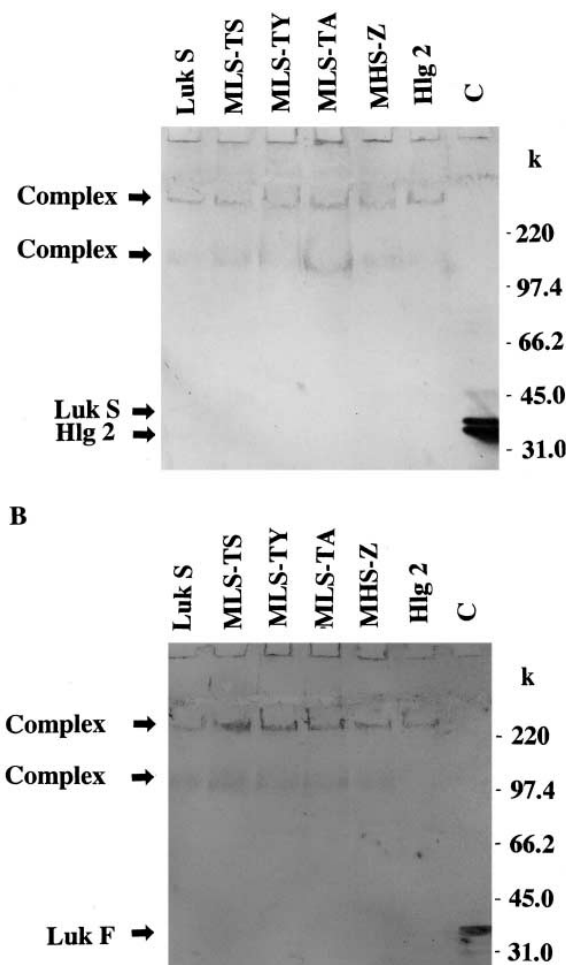 Luk S MLS-TS MLS-TY MLS-TA MHS-Z Hlg 2 C
k
Complex
- 220
Complex
- 97.4
- 66.2
- 45.0
Luk S
Hlg 2
- 31.0
B
Luk S MLS-TS MLS-TY MLS-TA MHS-Z Hlg 2 C
k
Complex
- 220
Complex
- 97.4
- 66.2
- 45.0
Luk F
- 31.0